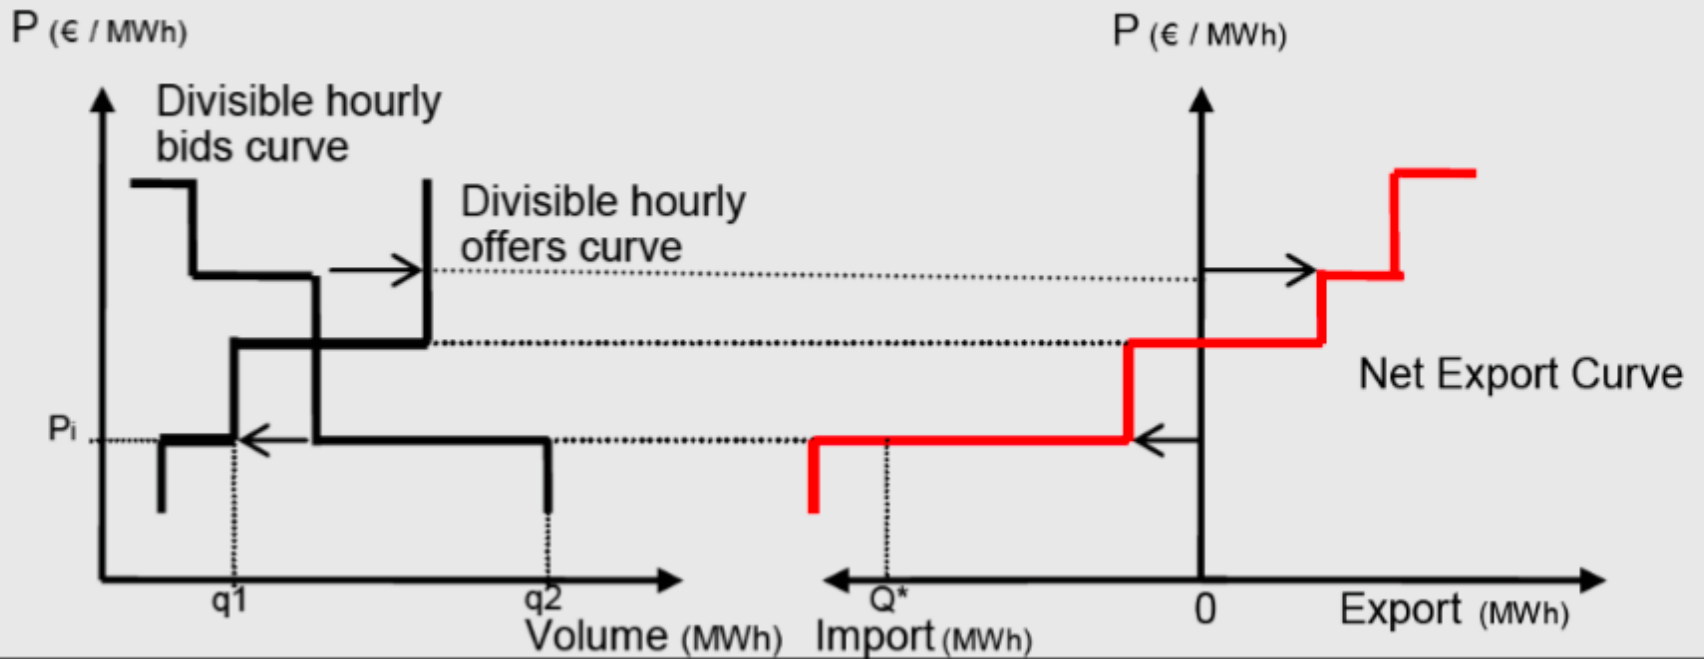 P (€ / MWh)
P (€ / MWh)
Divisible hourly
bids curve
Divisible hourly
offers curve
Net Export Curve
Pi
q1
q2
Q*
0
Volume (MWh)
Import (MWh)
Export (MWh)